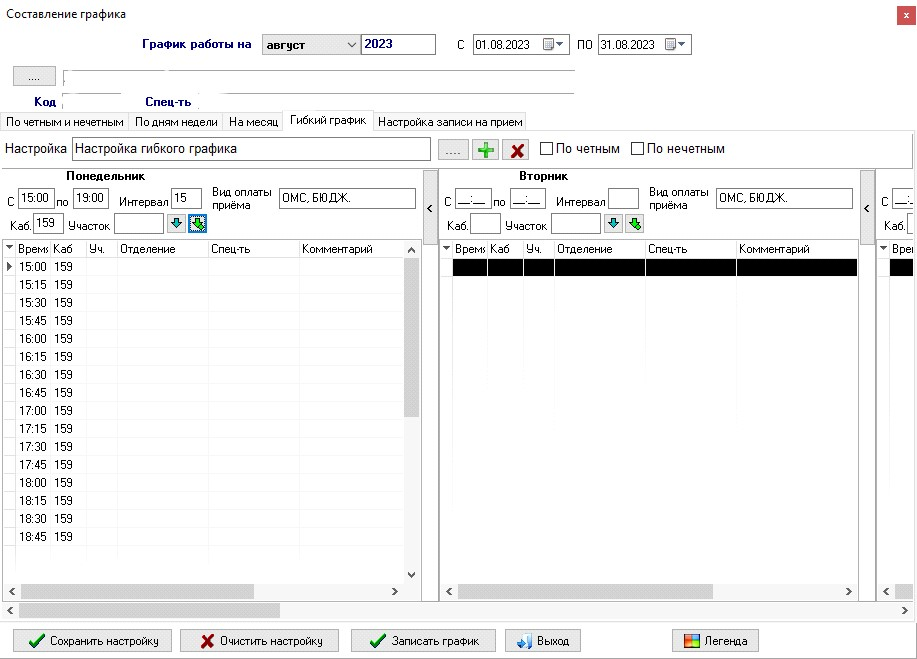 Составление графика
График работы на август 2023 С 01.08.2023 ПО 31.08.2023
....
Код Спец-ть
По четным и нечетным По дням недели На месяц Гибкий график Настройка записи на прием
Настройка Настройка гибкого графика .... По четным По нечетным
Понедельник Вторник
С 15:00 по 19:00 Интервал 15 Вид оплаты приёма ОМС, БЮДЖ. С __:__ по __:__ Интервал Вид оплаты приёма ОМС, БЮДЖ. С __:
Каб. 159 Участок < Каб. Участок < Каб.
Время Каб Уч. Отделение Спец-ть Комментарий Время Каб Уч. Отделение Спец-ть Комментарий Вре
15:00 159
15:15 159
15:30 159
15:45 159
16:00 159
16:15 159
16:30 159
16:45 159
17:00 159
17:15 159
17:30 159
17:45 159
18:00 159
18:15 159
18:30 159
18:45 159
Сохранить настройку Очистить настройку Записать график Выход Легенда